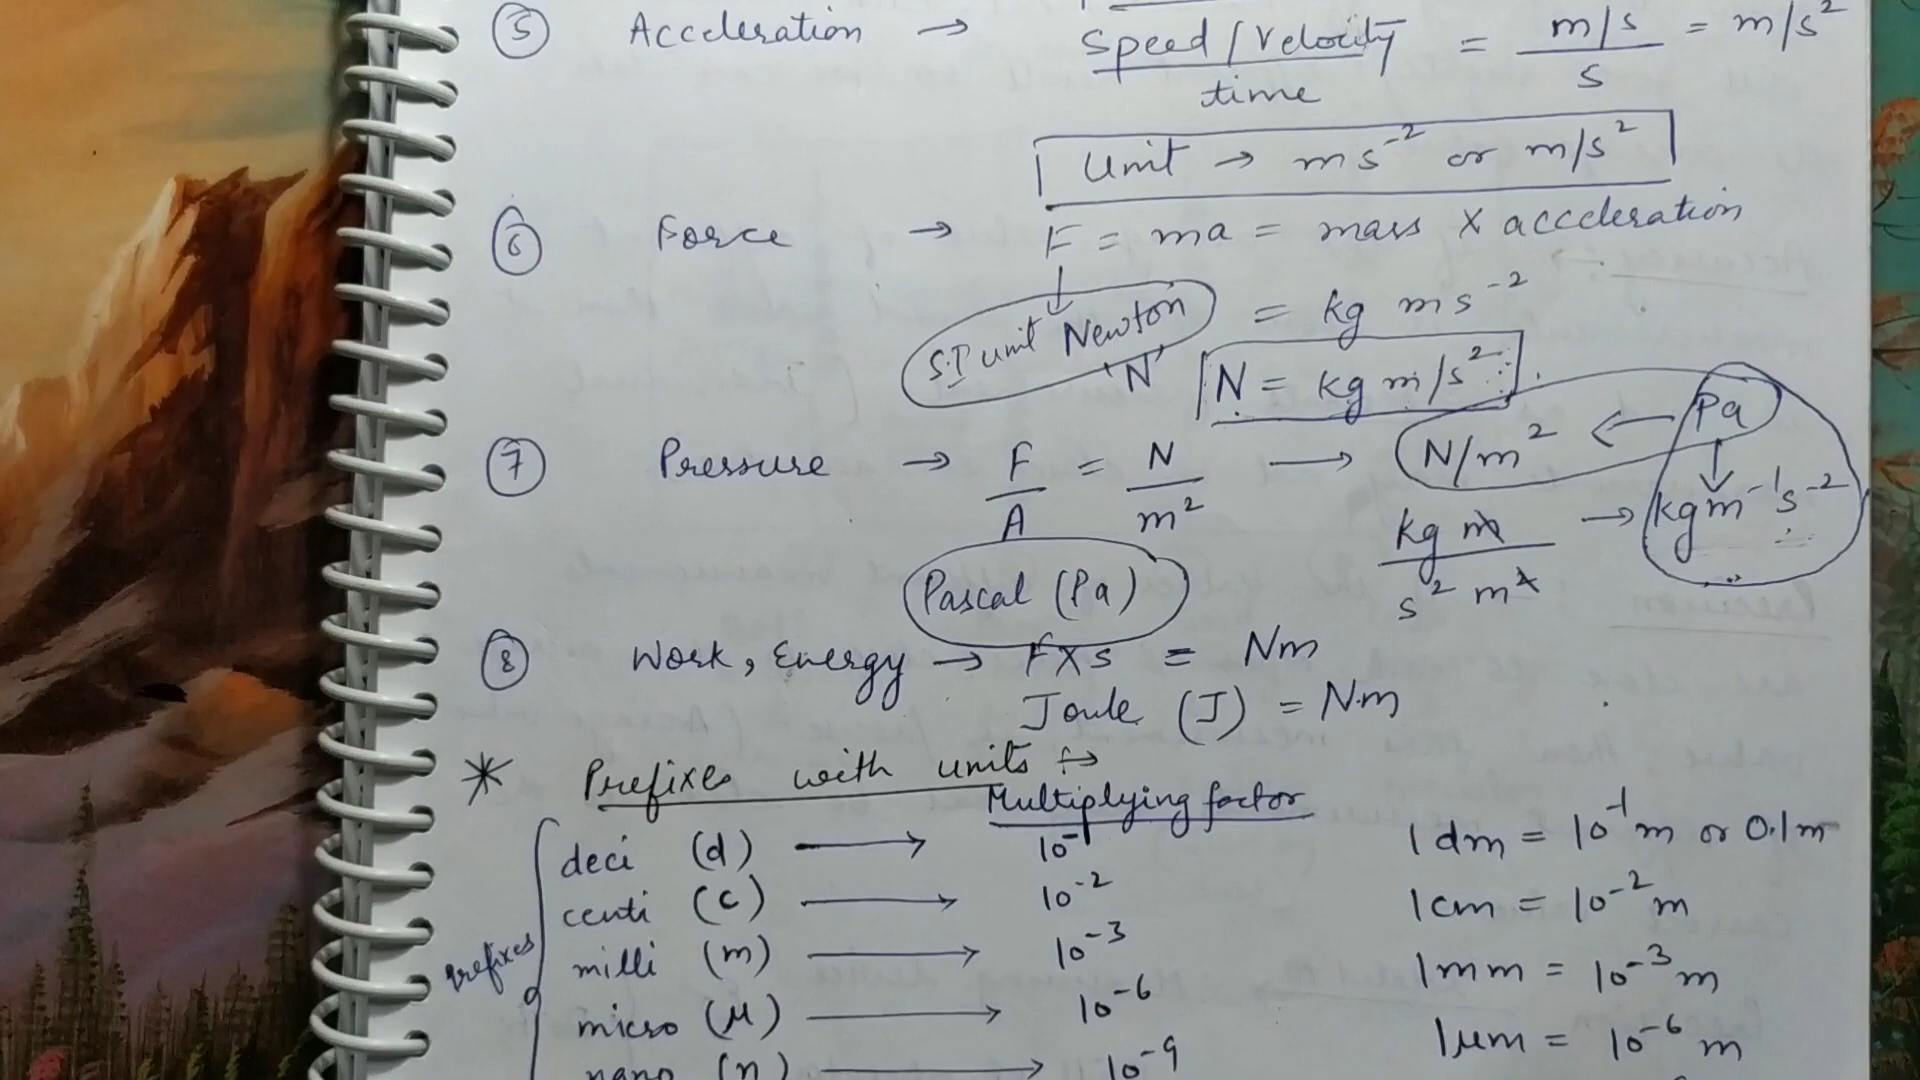 5 Acceleration → Speed/Velocity / time = m/s / s = m/s²
Unit → ms⁻² or m/s²
6 Force → F = ma = mass X acceleration
S.I unit Newton 'N' = kg ms⁻²
N = kg m/s²
7 Pressure → F/A = N/m² → N/m² ← Pa
kg m / s² m² → kgm⁻¹s⁻²
Pascal (Pa)
8 Work, Energy → FXs = Nm
Joule (J) = N.m
* Prefixes with units →
Multiplying factor
prefixes
deci (d) → 10⁻¹ 1dm = 10⁻¹m or 0.1m
centi (c) → 10⁻² 1cm = 10⁻²m
milli (m) → 10⁻³ 1mm = 10⁻³m
micro (μ) → 10⁻⁶ 1μm = 10⁻⁶m
nano (n) → 10⁻⁹